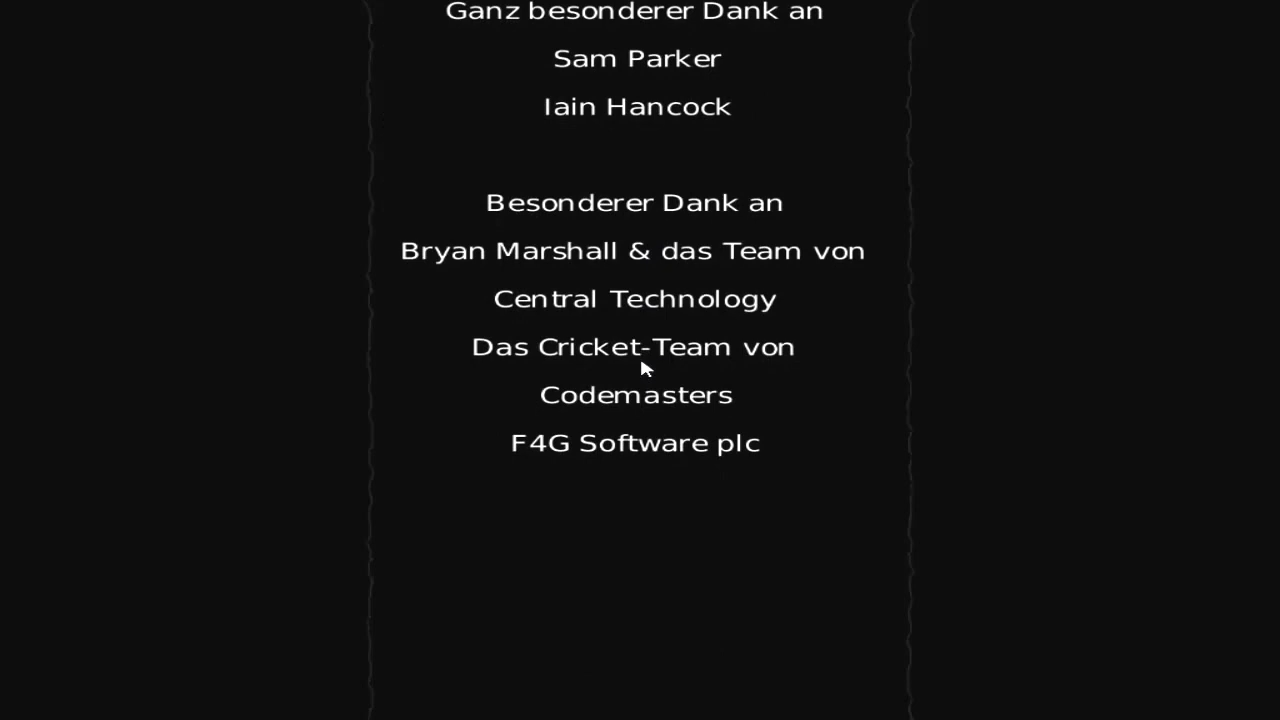 Ganz besonderer Dank an
Sam Parker
Iain Hancock
Besonderer Dank an
Bryan Marshall & das Team von
Central Technology
Das Cricket-Team von
Codemasters
F4G Software plc